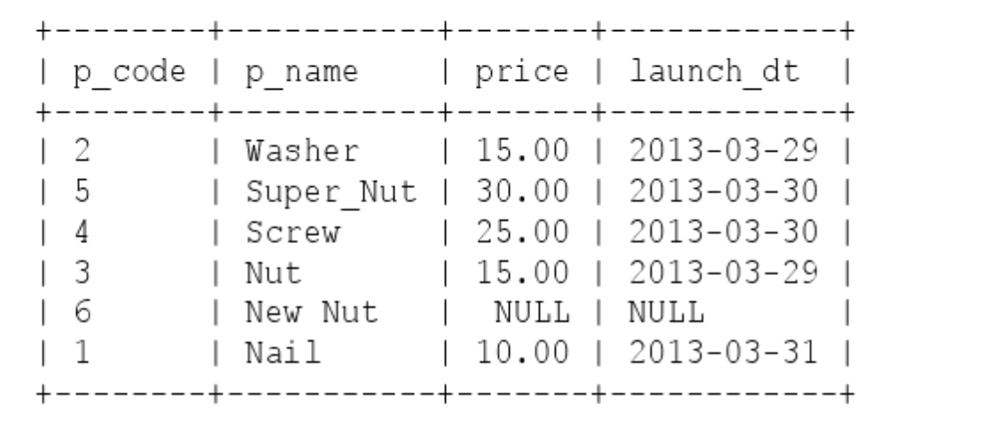 +--------+-----------+-------+------------+
| p_code | p_name    | price | launch_dt  |
+--------+-----------+-------+------------+
| 2      | Washer    | 15.00 | 2013-03-29 |
| 5      | Super_Nut | 30.00 | 2013-03-30 |
| 4      | Screw     | 25.00 | 2013-03-30 |
| 3      | Nut       | 15.00 | 2013-03-29 |
| 6      | New Nut   |  NULL | NULL       |
| 1      | Nail      | 10.00 | 2013-03-31 |
+--------+-----------+-------+------------+